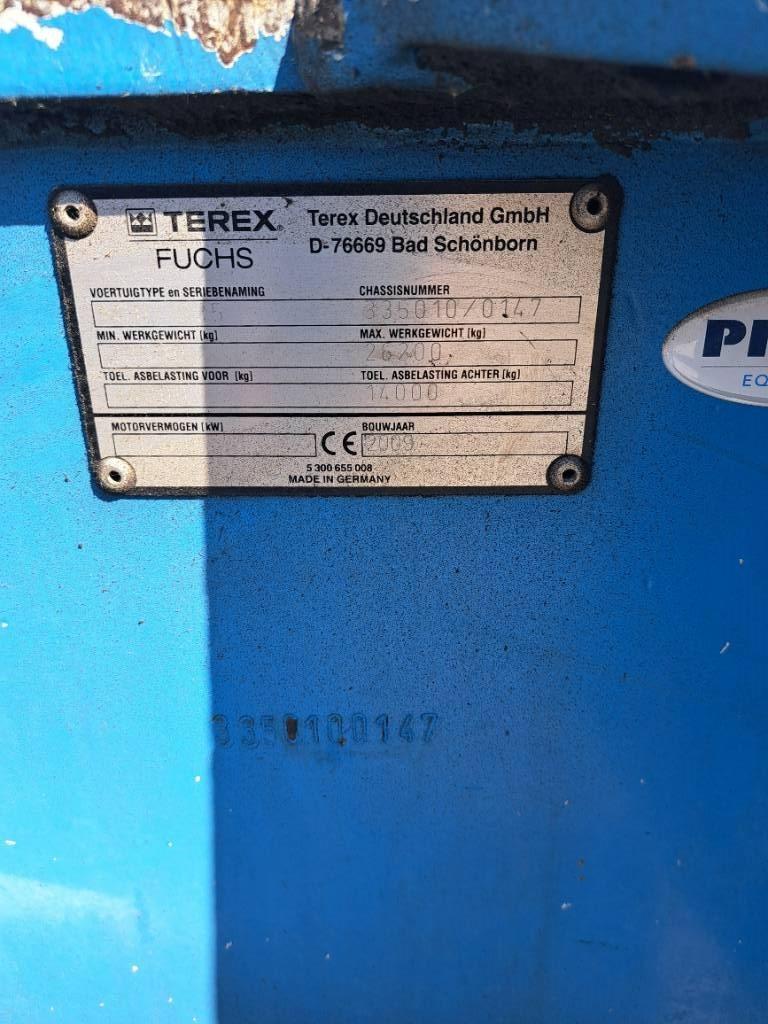 TEREX® Terex Deutschland GmbH
FUCHS D-76669 Bad Schönborn
VOERTUIGTYPE en SERIEBENAMING CHASSISNUMMER
335010/0147
MIN. WERKGEWICHT (kg) MAX. WERKGEWICHT (kg)
TOEL. ASBELASTING VOOR (kg) TOEL. ASBELASTING ACHTER (kg)
14000
MOTORVERMOGEN (kW) CE BOUWJAAR
2009
5 300 655 008
MADE IN GERMANY
EQ
3350100147